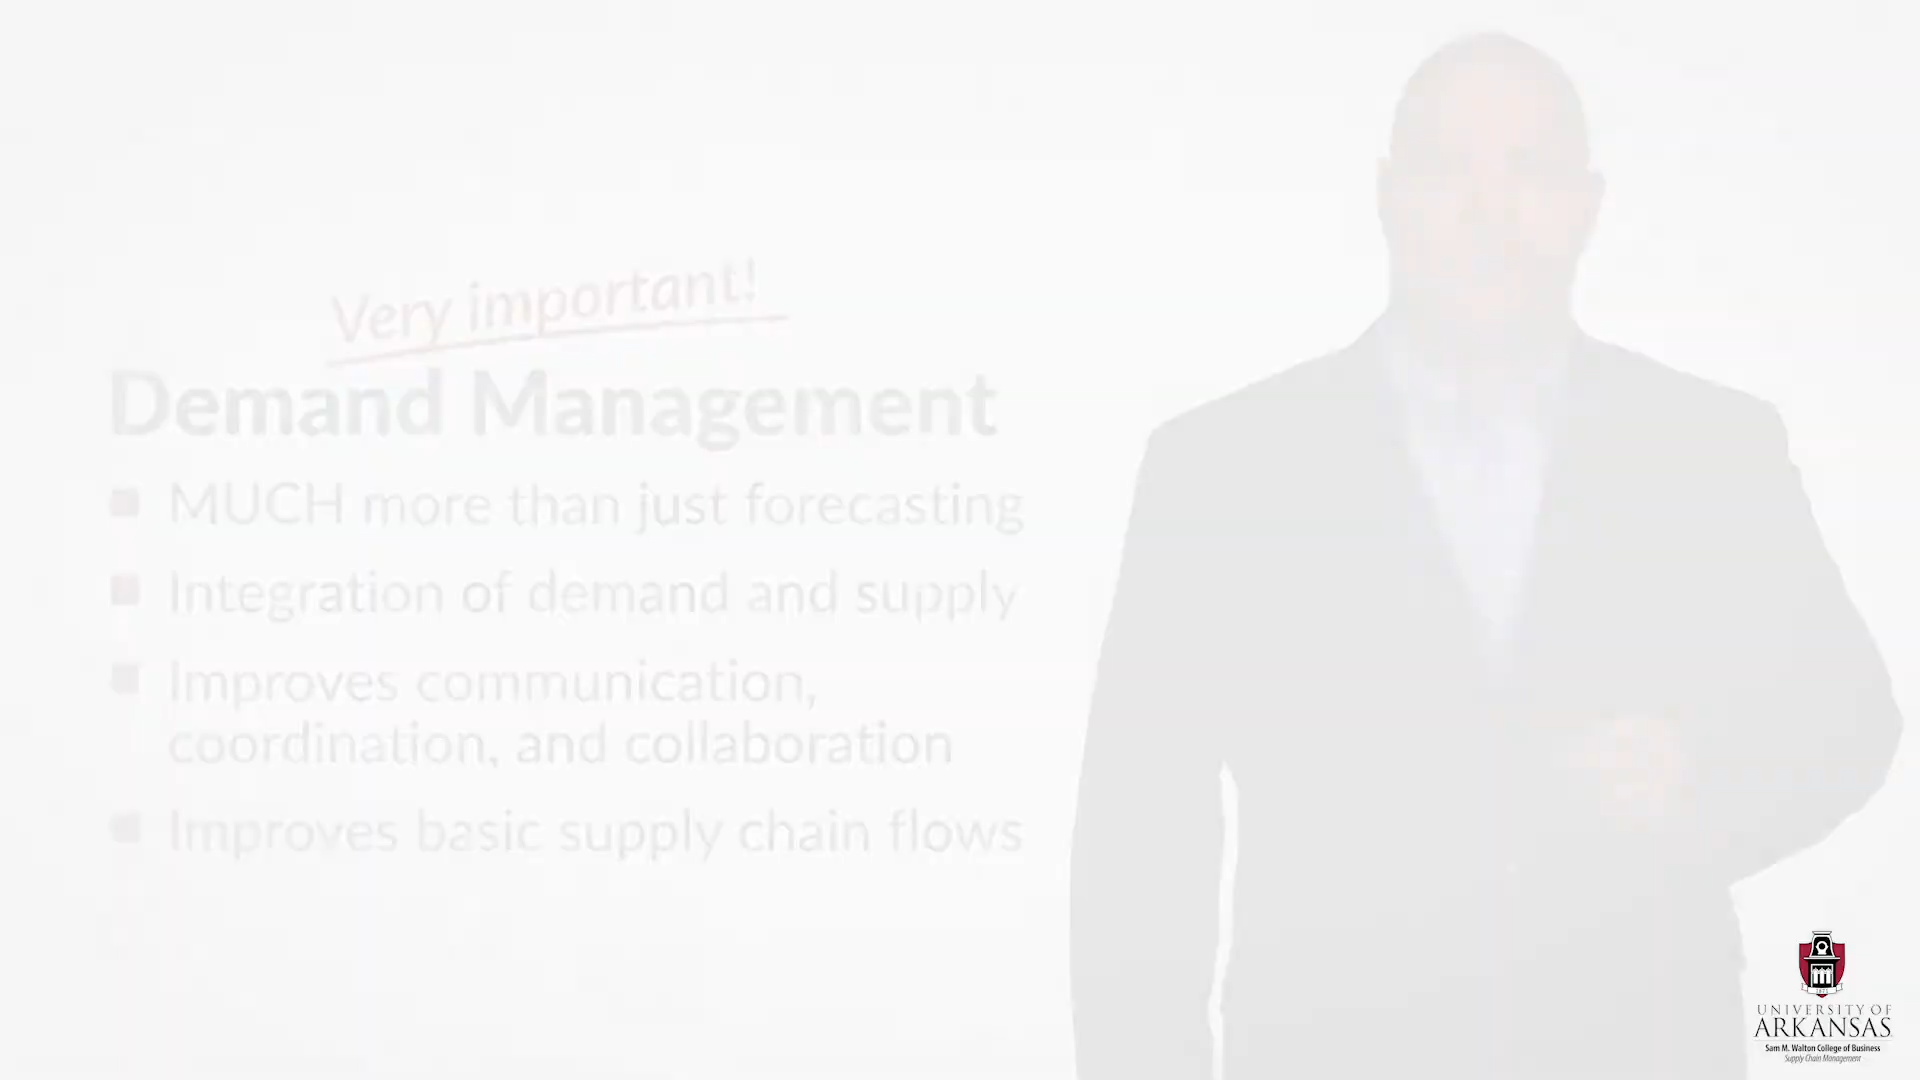 Very important!
Demand Management
MUCH more than just forecasting
Integration of demand and supply
Improves communication,
coordination, and collaboration
Improves basic supply chain flows
1871
UNIVERSITY OF
ARKANSAS
Sam M. Walton College of Business
Supply Chain Management